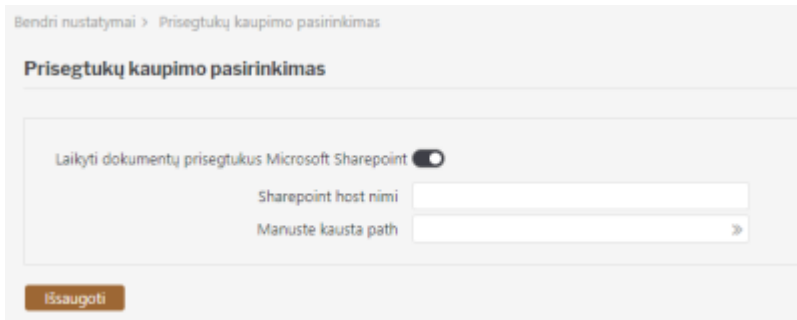 Bendri nustatymai > Prisegtukų kaupimo pasirinkimas
Prisegtukų kaupimo pasirinkimas
Laikyti dokumentų prisegtukus Microsoft Sharepoint
Sharepoint host nimi
Manuste kausta path
Išsaugoti